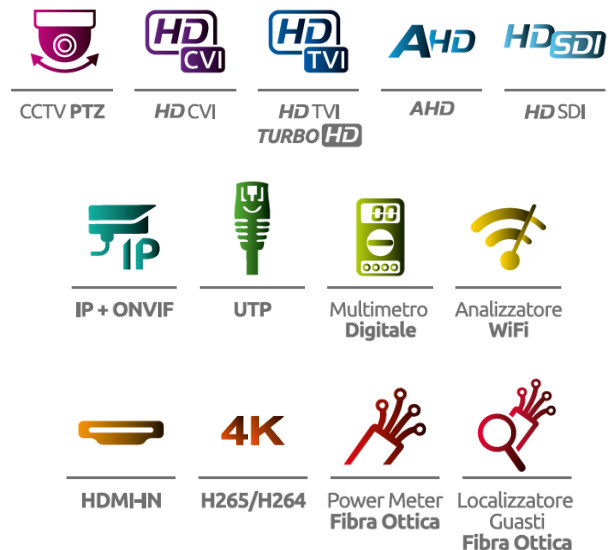 HD CVI
HD TVI
AHD
HD SDI
CCTV PTZ
HD CVI
HD TVI
TURBO HD
AHD
HD SDI
IP
00
IP + ONVIF
UTP
Multimetro
Digitale
Analizzatore
WiFi
4K
HDMI-IN
H265/H264
Power Meter
Fibra Ottica
Localizzatore
Guasti
Fibra Ottica